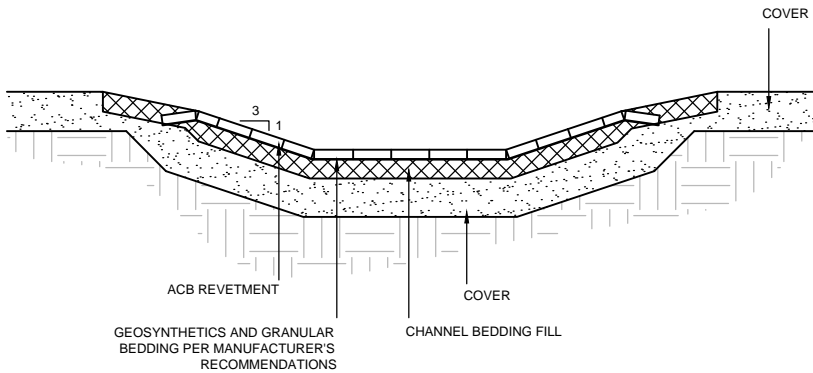 COVER
3
1
ACB REVETMENT
COVER
GEOSYNTHETICS AND GRANULAR
BEDDING PER MANUFACTURER'S
RECOMMENDATIONS
CHANNEL BEDDING FILL